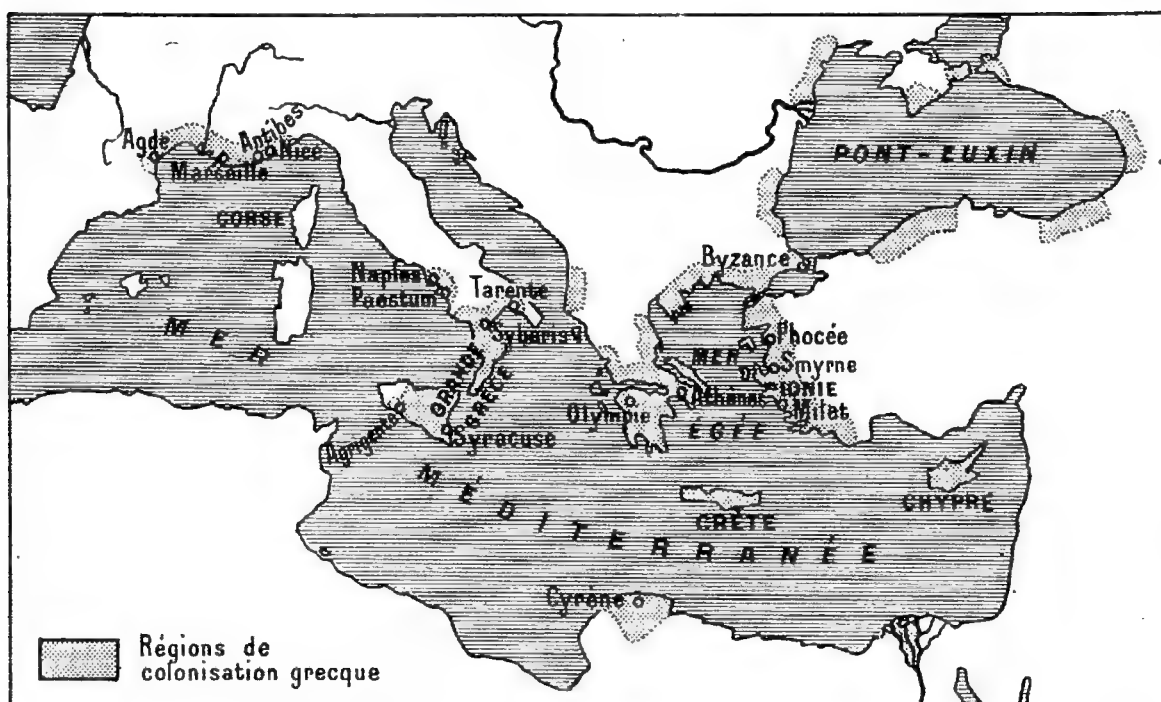 Agde
Antibes
Nice
Marseille
CORSE
PONT-EUXIN
Byzance
Naples
Paestum
Tarente
Sybaris
GRANDE
GRÈCE
Agrigente
Syracuse
Olympie
Athènes
MER
ÉGÉE
Phocée
Smyrne
IONIE
Milet
MER
MÉDITERRANÉE
CRÈTE
CHYPRE
Cyrène
Régions de
colonisation grecque